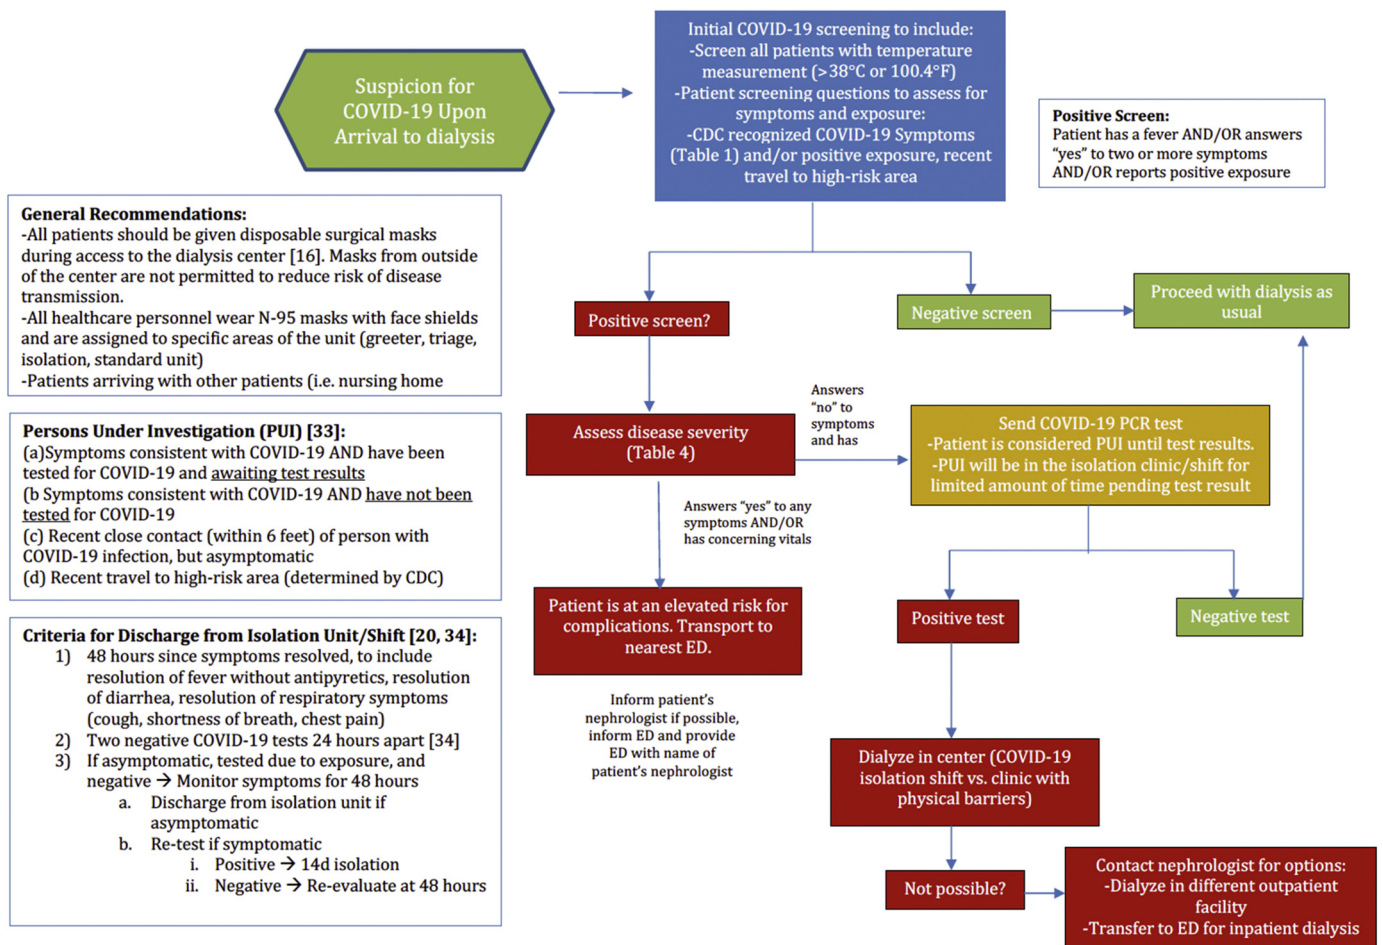 Suspicion for
COVID-19 Upon
Arrival to dialysis
Initial COVID-19 screening to include:
-Screen all patients with temperature
measurement (>38°C or 100.4°F)
-Patient screening questions to assess for
symptoms and exposure:
-CDC recognized COVID-19 Symptoms
(Table 1) and/or positive exposure, recent
travel to high-risk area
Positive Screen:
Patient has a fever AND/OR answers
“yes” to two or more symptoms
AND/OR reports positive exposure
General Recommendations:
-All patients should be given disposable surgical masks
during access to the dialysis center [16]. Masks from outside
of the center are not permitted to reduce risk of disease
transmission.
-All healthcare personnel wear N-95 masks with face shields
and are assigned to specific areas of the unit (greeter, triage,
isolation, standard unit)
-Patients arriving with other patients (i.e. nursing home
Positive screen?
Negative screen
Proceed with dialysis as
usual
Persons Under Investigation (PUI) [33]:
(a)Symptoms consistent with COVID-19 AND have been
tested for COVID-19 and awaiting test results
(b Symptoms consistent with COVID-19 AND have not been
tested for COVID-19
(c) Recent close contact (within 6 feet) of person with
COVID-19 infection, but asymptomatic
(d) Recent travel to high-risk area (determined by CDC)
Assess disease severity
(Table 4)
Answers
“no” to
symptoms
and has
Send COVID-19 PCR test
-Patient is considered PUI until test results.
-PUI will be in the isolation clinic/shift for
limited amount of time pending test result
Answers “yes” to any
symptoms AND/OR
has concerning vitals
Patient is at an elevated risk for
complications. Transport to
nearest ED.
Positive test
Negative test
Criteria for Discharge from Isolation Unit/Shift [20, 34]:
1) 48 hours since symptoms resolved, to include
resolution of fever without antipyretics, resolution
of diarrhea, resolution of respiratory symptoms
(cough, shortness of breath, chest pain)
2) Two negative COVID-19 tests 24 hours apart [34]
3) If asymptomatic, tested due to exposure, and
negative → Monitor symptoms for 48 hours
a. Discharge from isolation unit if
asymptomatic
b. Re-test if symptomatic
i. Positive → 14d isolation
ii. Negative → Re-evaluate at 48 hours
Inform patient’s
nephrologist if possible,
inform ED and provide
ED with name of
patient’s nephrologist
Dialyze in center (COVID-19
isolation shift vs. clinic with
physical barriers)
Not possible?
Contact nephrologist for options:
-Dialyze in different outpatient
facility
-Transfer to ED for inpatient dialysis